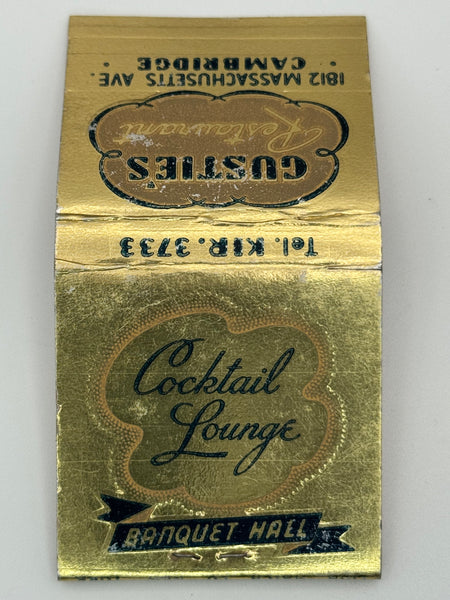 GUSTIE'S
Restaurant
1812 MASSACHUSETTS AVE.
• CAMBRIDGE •
Tel. KIR. 3733
Cocktail
Lounge
BANQUET HALL